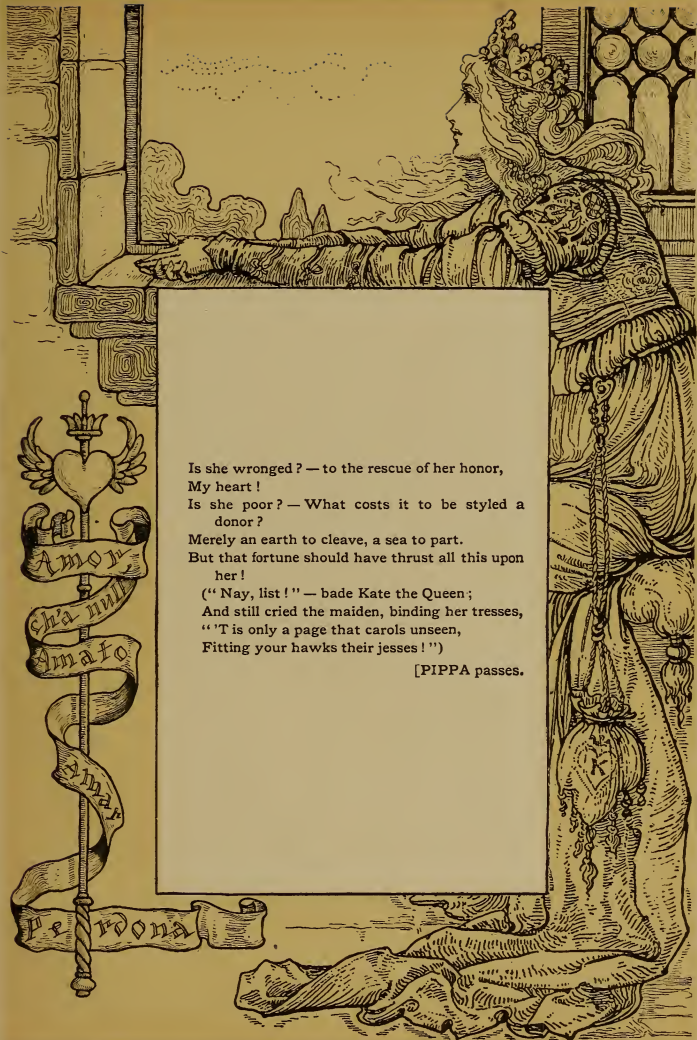 Is she wronged? — to the rescue of her honor,
My heart!
Is she poor? — What costs it to be styled a
donor?
Merely an earth to cleave, a sea to part.
But that fortune should have thrust all this upon
her!
(" Nay, list!" — bade Kate the Queen;
And still cried the maiden, binding her tresses,
" 'T is only a page that carols unseen,
Fitting your hawks their jesses!")
[PIPPA passes.
Amor
ch'a null
Amato
Amar
Perdona
K